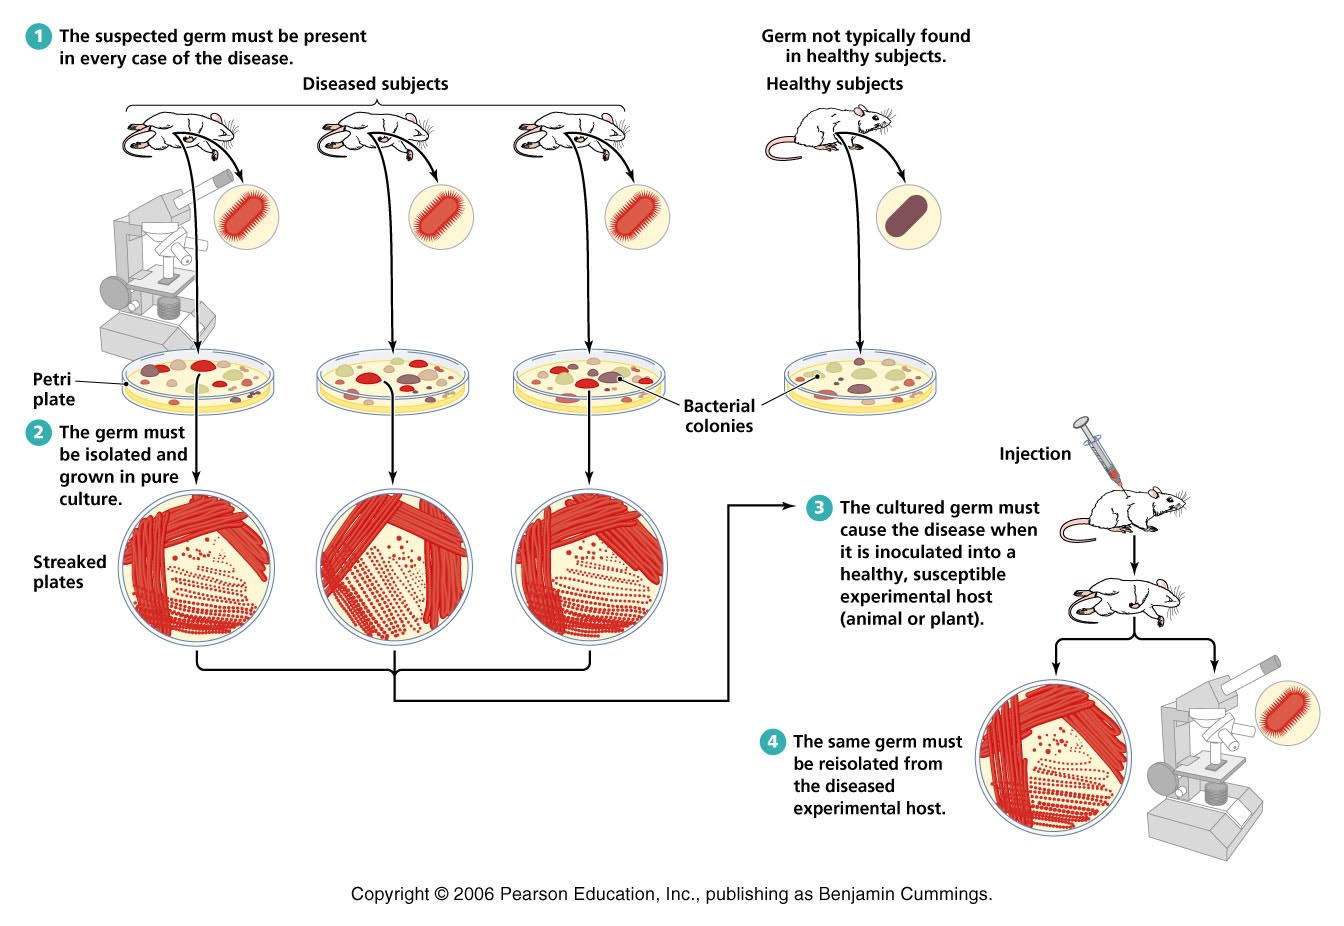 1 The suspected germ must be present
in every case of the disease.
Germ not typically found
in healthy subjects.
Diseased subjects
Healthy subjects
Petri
plate
Bacterial
colonies
2 The germ must
be isolated and
grown in pure
culture.
Streaked
plates
Injection
3 The cultured germ must
cause the disease when
it is inoculated into a
healthy, susceptible
experimental host
(animal or plant).
4 The same germ must
be reisolated from
the diseased
experimental host.
Copyright © 2006 Pearson Education, Inc., publishing as Benjamin Cummings.